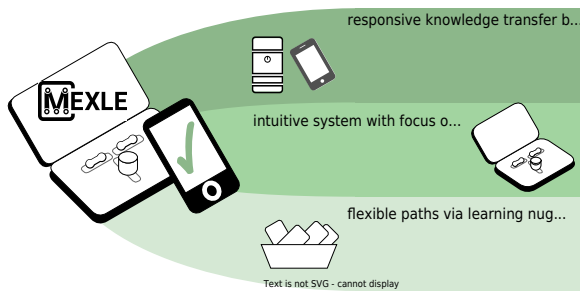 responsive knowledge transfer b...
MEXLE
intuitive system with focus o...
flexible paths via learning nug...
Text is not SVG - cannot display